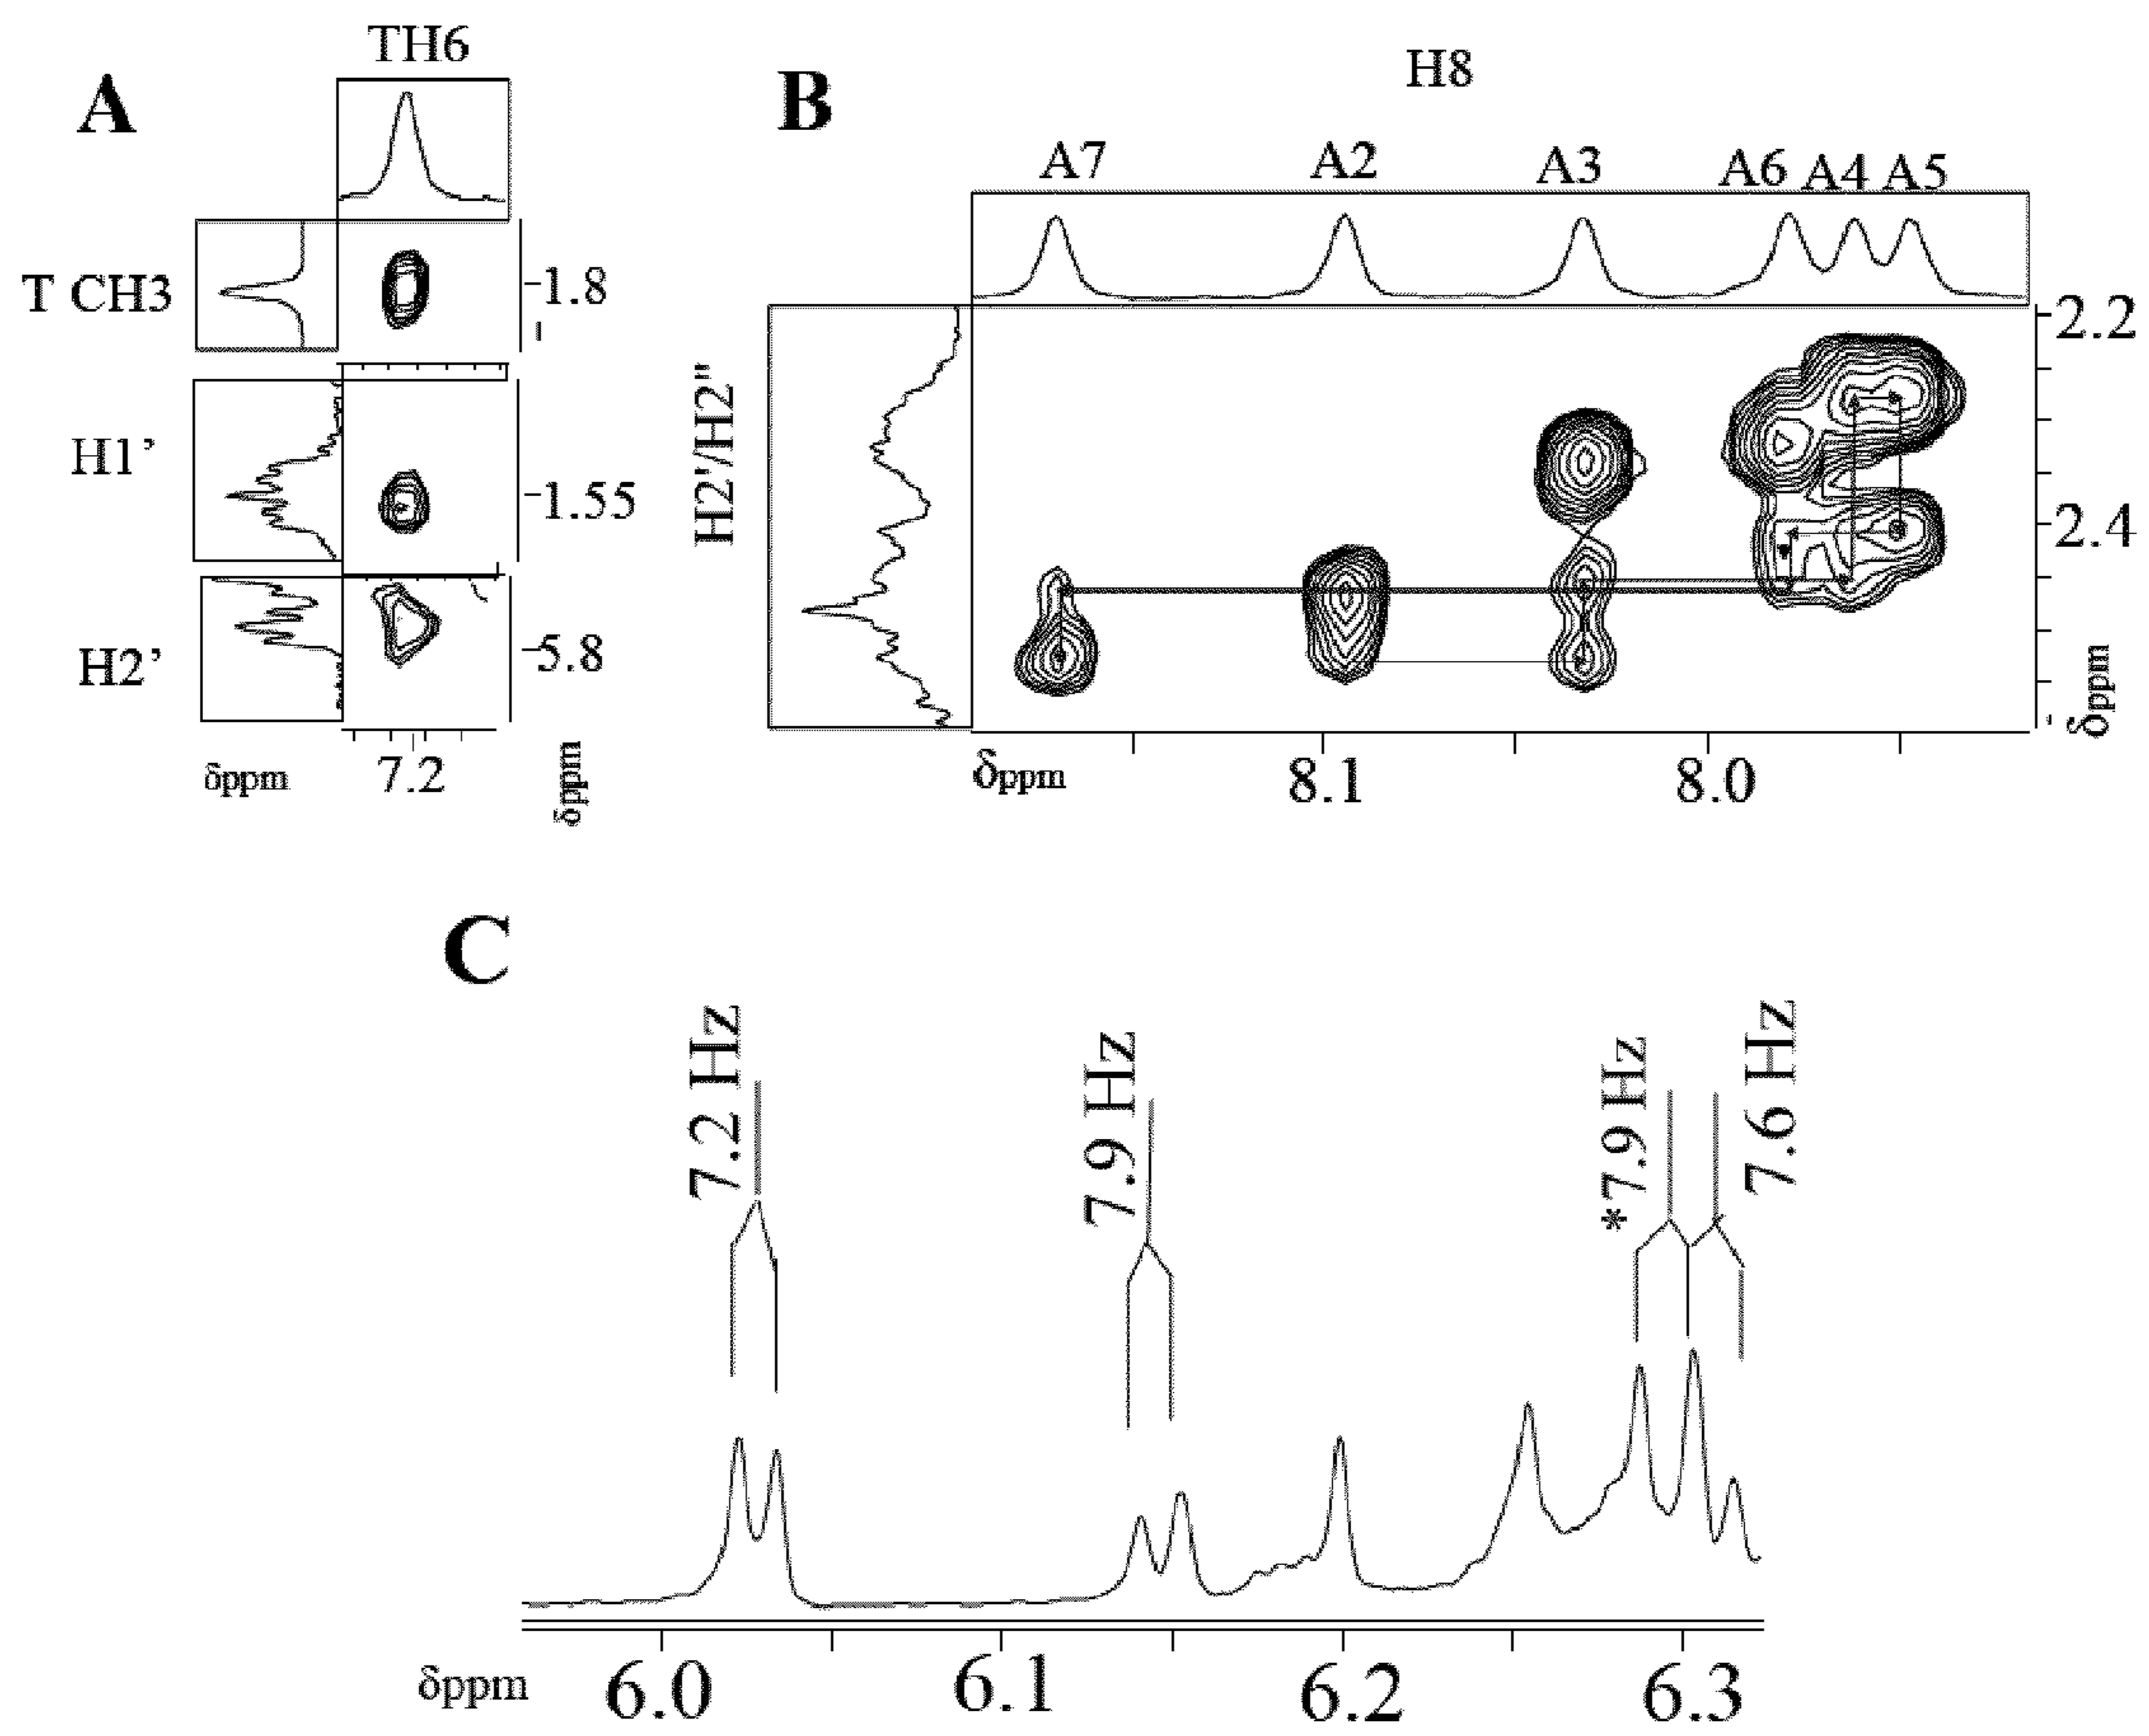 A
TH6
T CH3
1.8
H1’
1.55
H2’
5.8
δppm
7.2
δppm
B
H8
A7 A2 A3 A6 A4 A5
H2'/H2"
2.2
2.4
δppm
δppm
8.1
8.0
C
7.2 Hz
7.9 Hz
*7.9 Hz
7.6 Hz
δppm
6.0
6.1
6.2
6.3